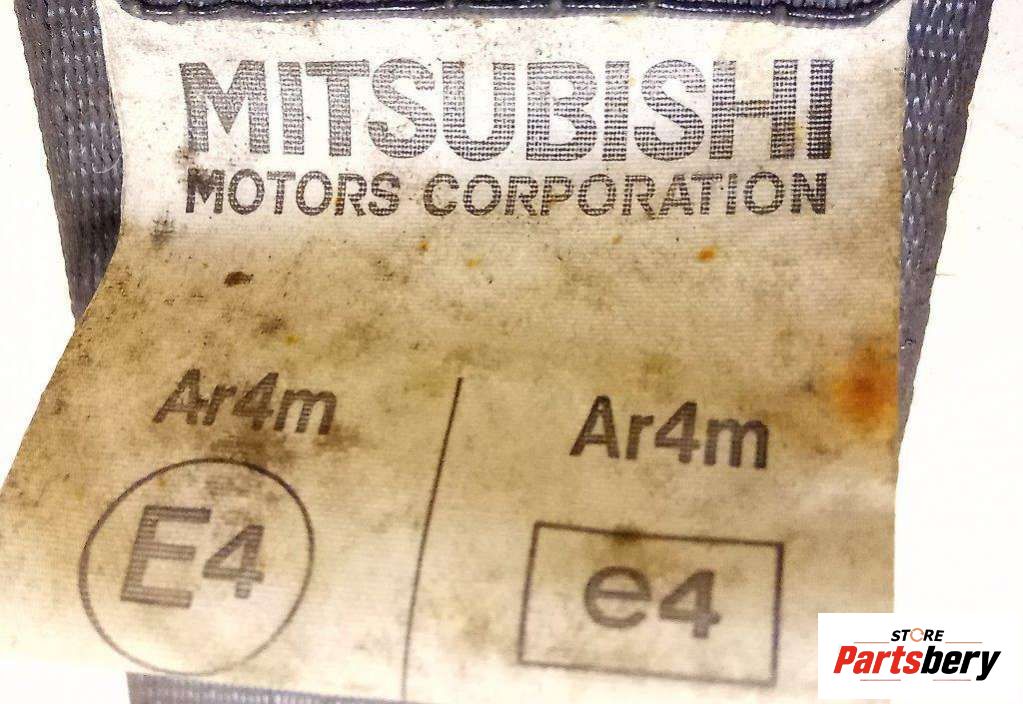 MITSUBISHI
MOTORS CORPORATION
Ar4m
Ar4m
E4
e4
STORE
Partsbery